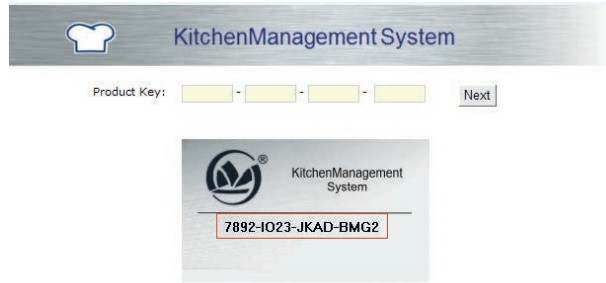 KitchenManagement System
Product Key: - - - Next
®
KitchenManagement
System
7892-IO23-JKAD-BMG2